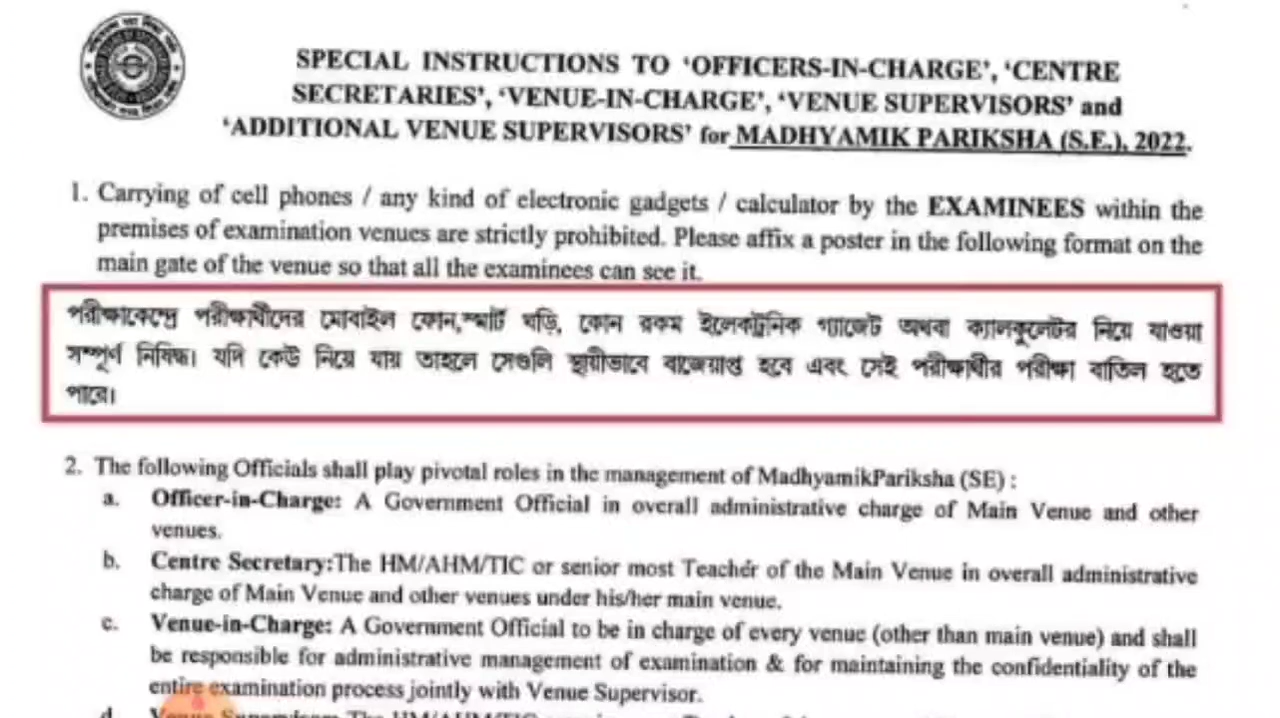 SPECIAL INSTRUCTIONS TO ‘OFFICERS-IN-CHARGE’, ‘CENTRE
SECRETARIES’, ‘VENUE-IN-CHARGE’, ‘VENUE SUPERVISORS’ and
‘ADDITIONAL VENUE SUPERVISORS’ for MADHYAMIK PARIKSHA (S.E.), 2022.
1. Carrying of cell phones / any kind of electronic gadgets / calculator by the EXAMINEES within the
premises of examination venues are strictly prohibited. Please affix a poster in the following format on the
main gate of the venue so that all the examinees can see it.
পরীক্ষাকেন্দ্রে পরীক্ষার্থীদের মোবাইল ফোন,স্মার্ট ঘড়ি, কোন রকম ইলেকট্রনিক গ্যাজেট অথবা ক্যালকুলেটর নিয়ে যাওয়া
সম্পূর্ণ নিষিদ্ধ। যদি কেউ নিয়ে যায় তাহলে সেগুলি স্থায়ীভাবে বাজেয়াপ্ত হবে এবং সেই পরীক্ষার্থীর পরীক্ষা বাতিল হতে
পারে।
2. The following Officials shall play pivotal roles in the management of MadhyamikPariksha (SE) :
a. Officer-in-Charge: A Government Official in overall administrative charge of Main Venue and other
venues.
b. Centre Secretary:The HM/AHM/TIC or senior most Teacher of the Main Venue in overall administrative
charge of Main Venue and other venues under his/her main venue.
c. Venue-in-Charge: A Government Official to be in charge of every venue (other than main venue) and shall
be responsible for administrative management of examination & for maintaining the confidentiality of the
entire examination process jointly with Venue Supervisor.